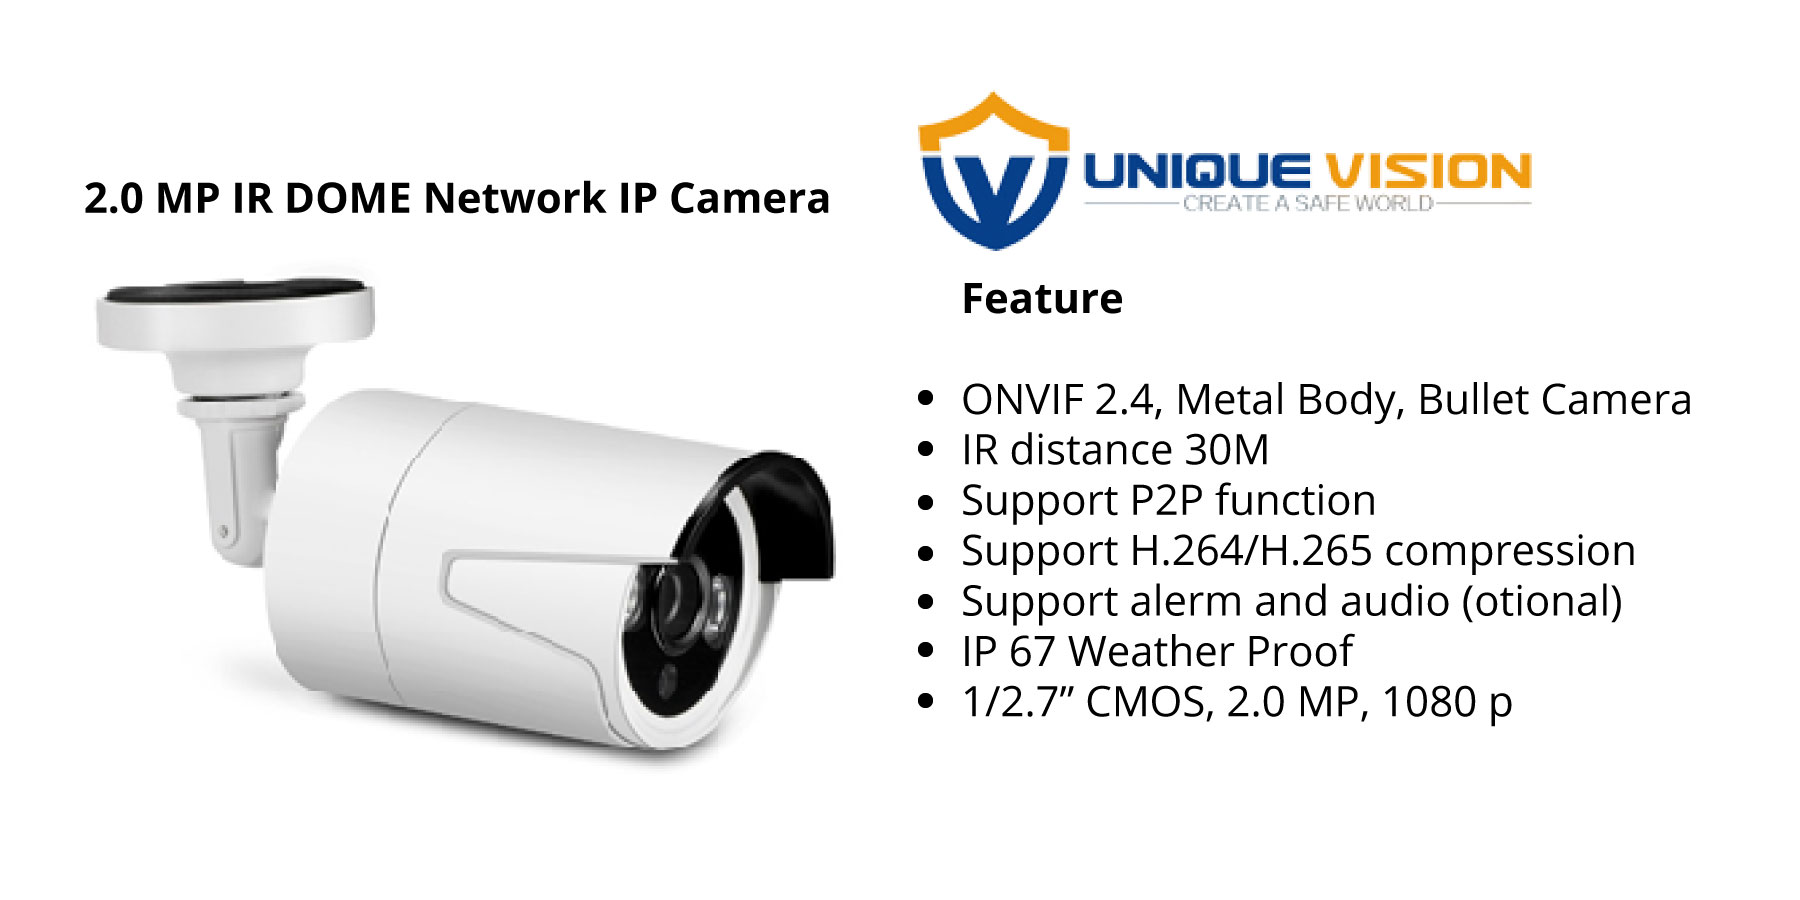 2.0 MP IR DOME Network IP Camera
UNIQUE VISION
CREATE A SAFE WORLD
Feature
• ONVIF 2.4, Metal Body, Bullet Camera
• IR distance 30M
• Support P2P function
• Support H.264/H.265 compression
• Support alerm and audio (otional)
• IP 67 Weather Proof
• 1/2.7” CMOS, 2.0 MP, 1080 p